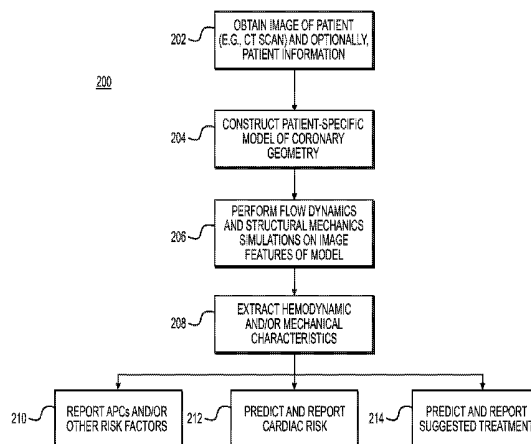 202
OBTAIN IMAGE OF PATIENT
(E.G., CT SCAN) AND OPTIONALLY,
PATIENT INFORMATION
200
204
CONSTRUCT PATIENT-SPECIFIC
MODEL OF CORONARY
GEOMETRY
206
PERFORM FLOW DYNAMICS
AND STRUCTURAL MECHANICS
SIMULATIONS ON IMAGE
FEATURES OF MODEL
208
EXTRACT HEMODYNAMIC
AND/OR MECHANICAL
CHARACTERISTICS
210
REPORT APCs AND/OR
OTHER RISK FACTORS
212
PREDICT AND REPORT
CARDIAC RISK
214
PREDICT AND REPORT
SUGGESTED TREATMENT